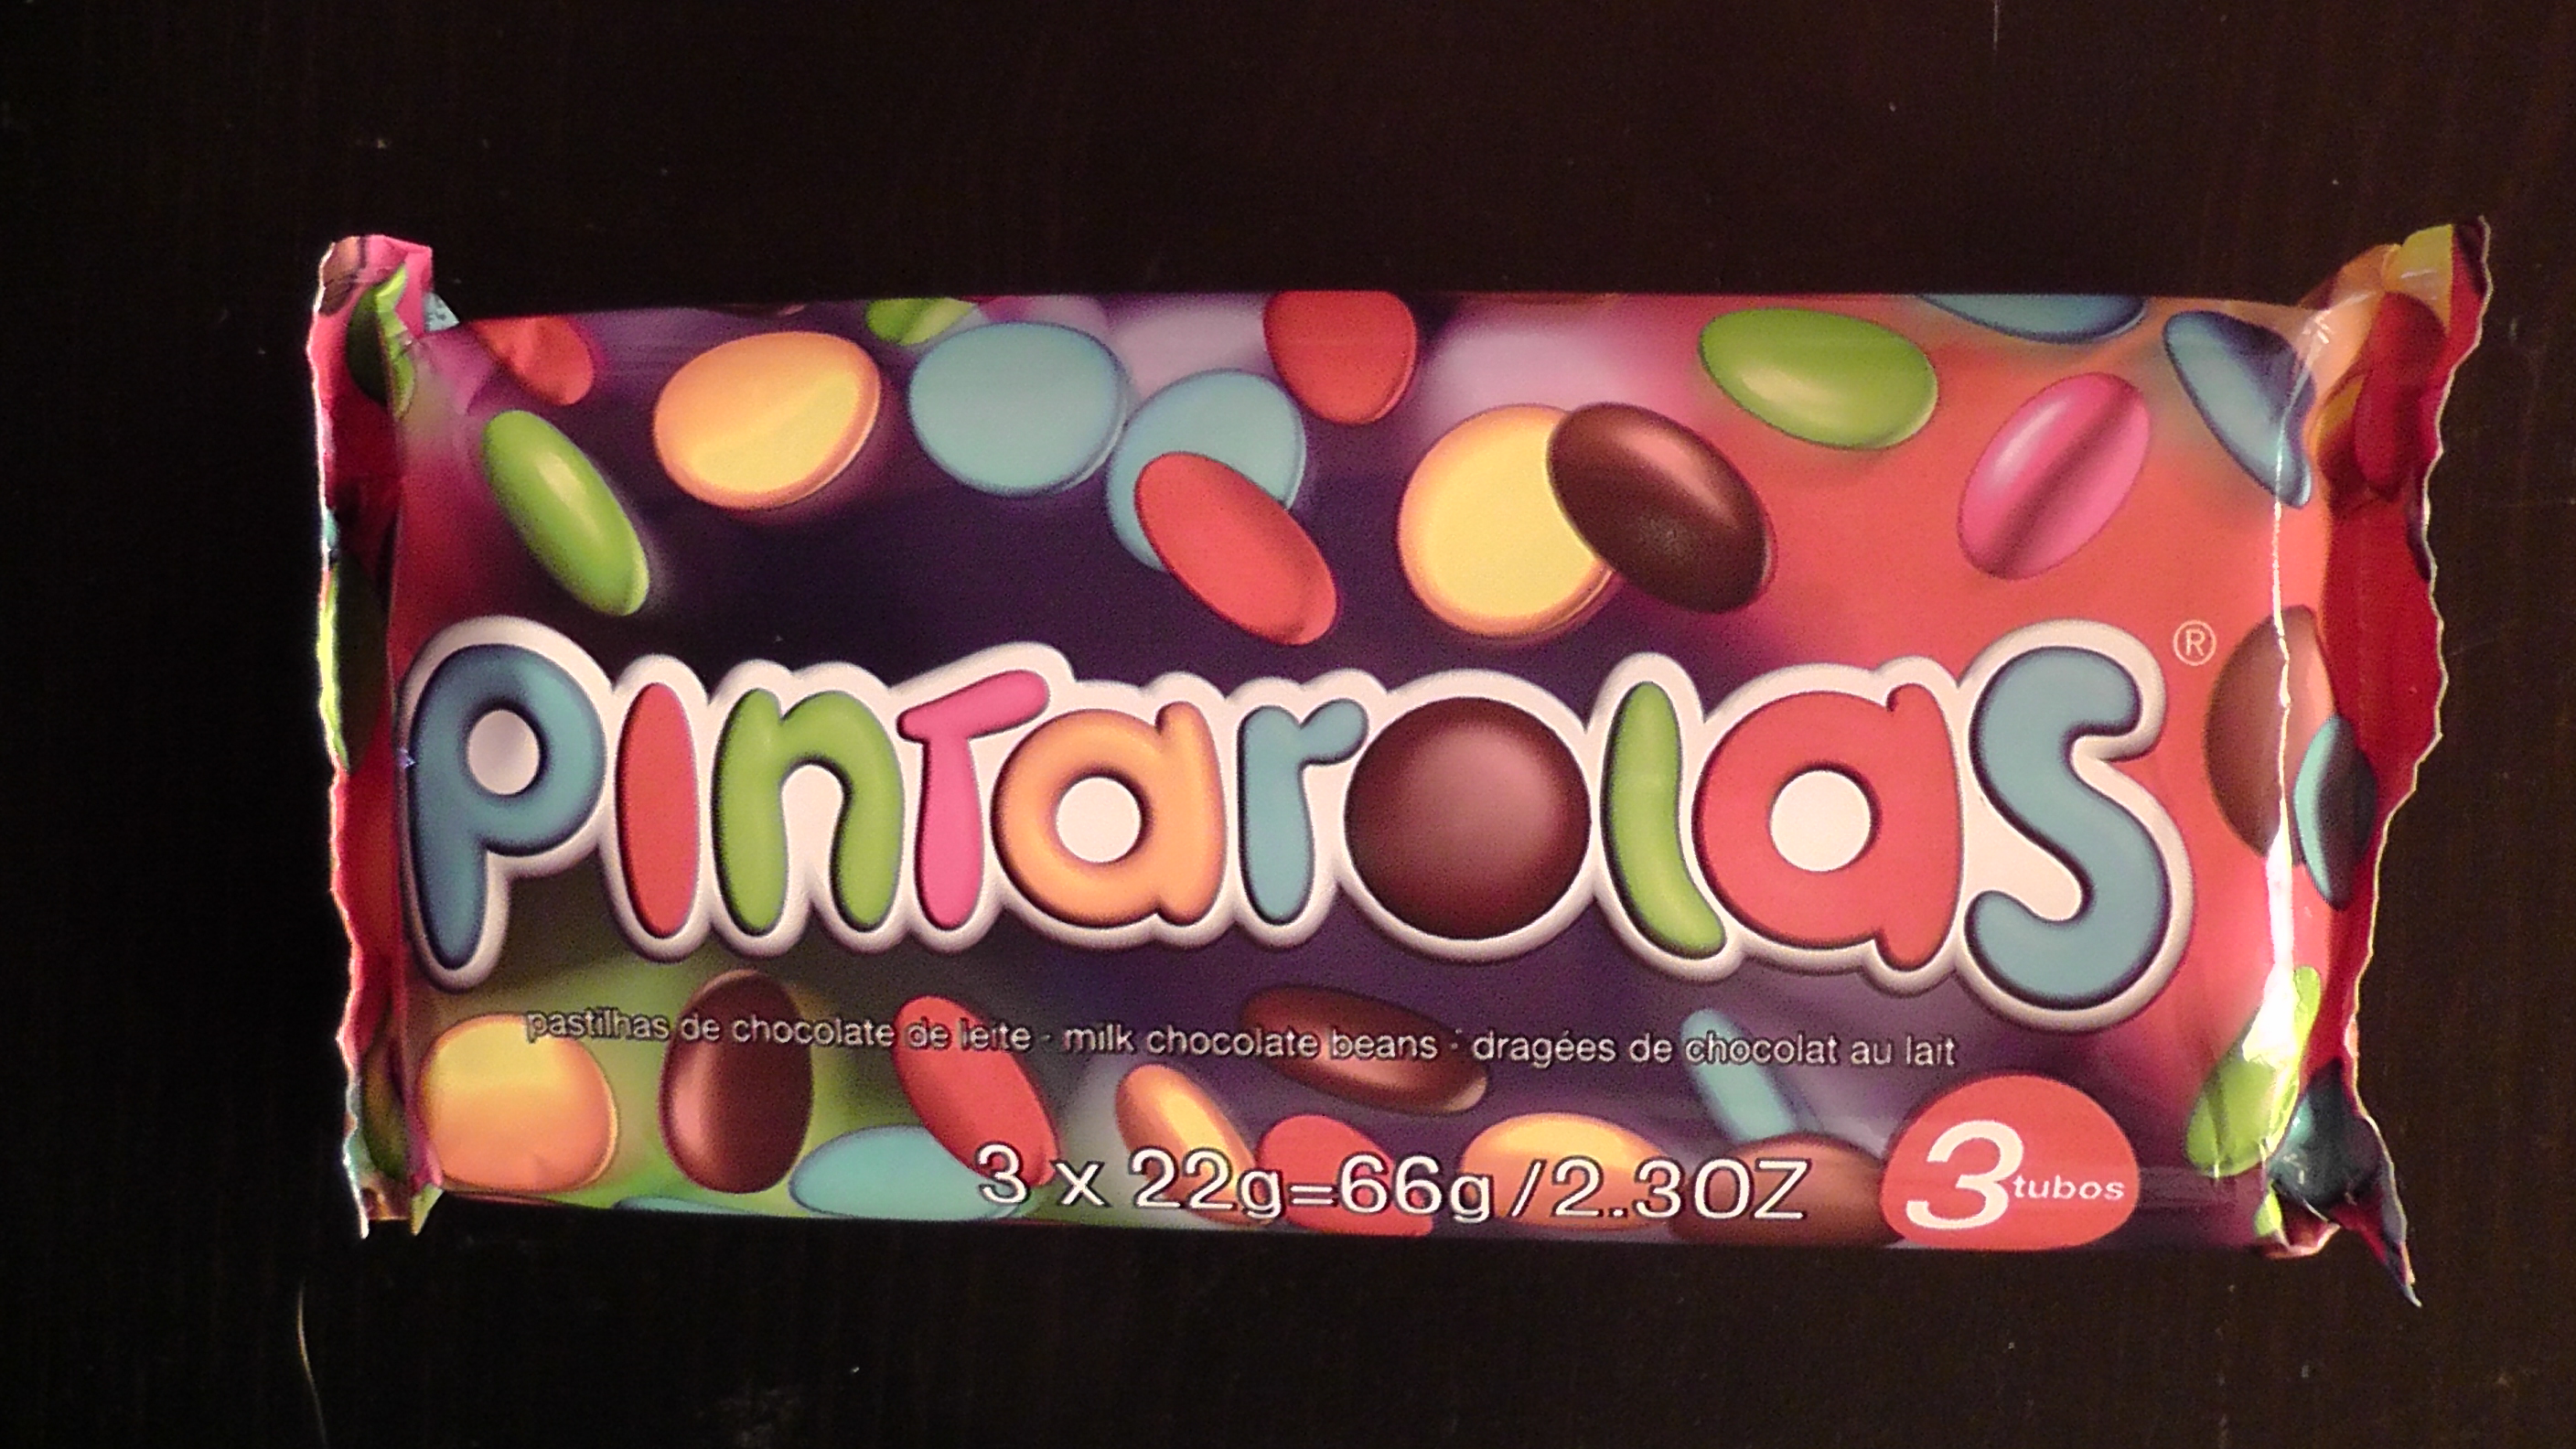 PINTAROLAS ®
pastilhas de chocolate de leite · milk chocolate beans · dragées de chocolat au lait
3 x 22g=66g/2.3OZ
3 tubos